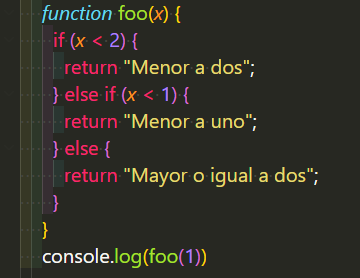 function foo(x) {
if (x < 2) {
return "Menor a dos";
} else if (x < 1) {
return "Menor a uno";
} else {
return "Mayor o igual a dos";
}
}
console.log(foo(1))